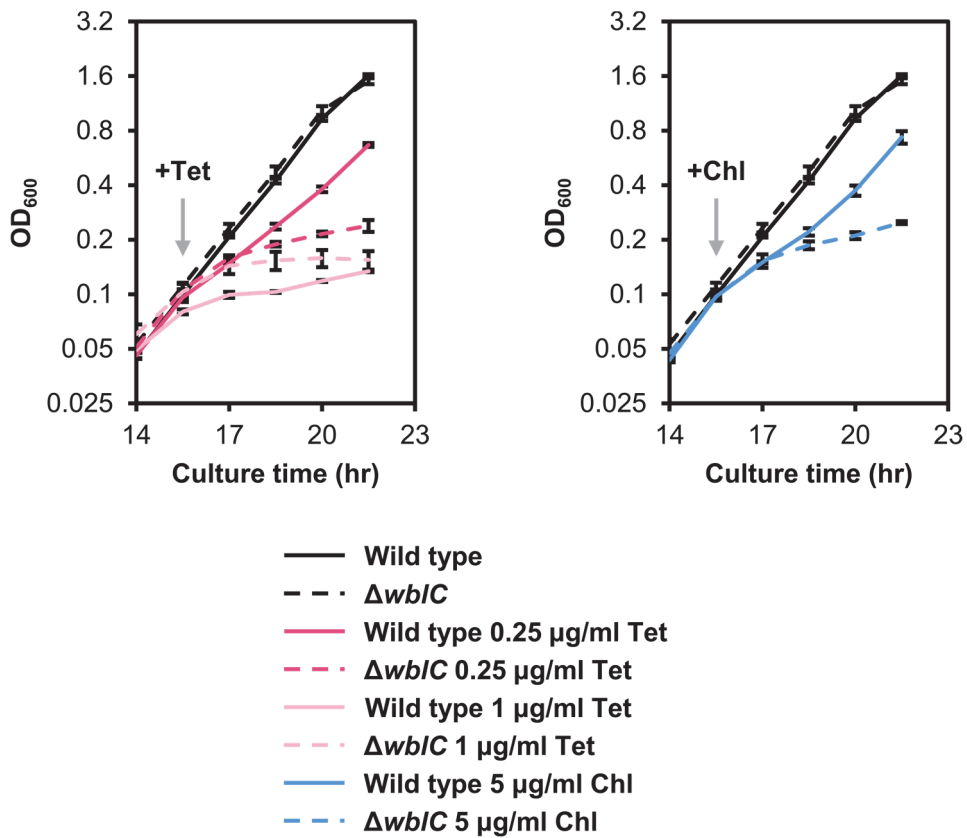 3.2
1.6
0.8
0.4
0.2
0.1
0.05
0.025
OD600
+Tet
14 17 20 23
Culture time (hr)
3.2
1.6
0.8
0.4
0.2
0.1
0.05
0.025
OD600
+Chl
14 17 20 23
Culture time (hr)
Wild type
ΔwblC
Wild type 0.25 µg/ml Tet
ΔwblC 0.25 µg/ml Tet
Wild type 1 µg/ml Tet
ΔwblC 1 µg/ml Tet
Wild type 5 µg/ml Chl
ΔwblC 5 µg/ml Chl